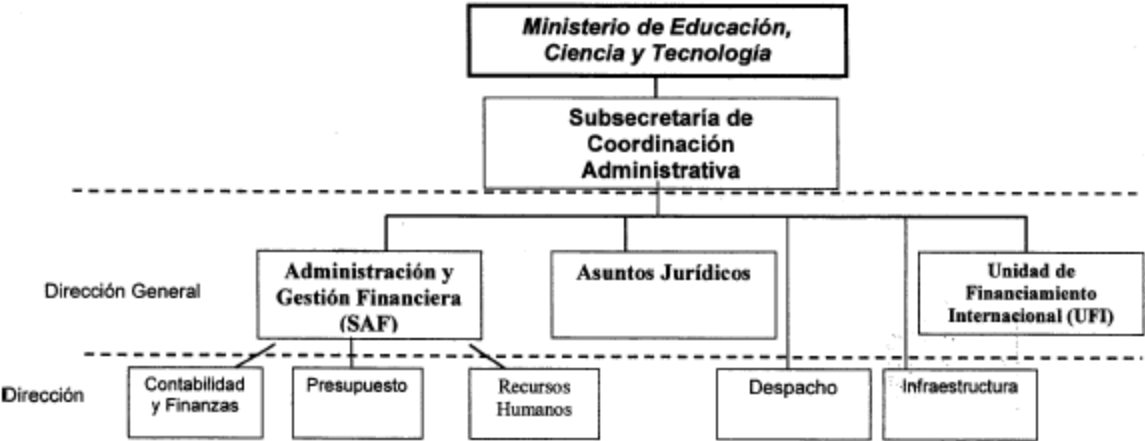 Ministerio de Educación,
Ciencia y Tecnología
Subsecretaría de
Coordinación
Administrativa
Dirección General
Administración y
Gestión Financiera
(SAF)
Asuntos Jurídicos
Unidad de
Financiamiento
Internacional (UFI)
Dirección
Contabilidad
y Finanzas
Presupuesto
Recursos
Humanos
Despacho
Infraestructura